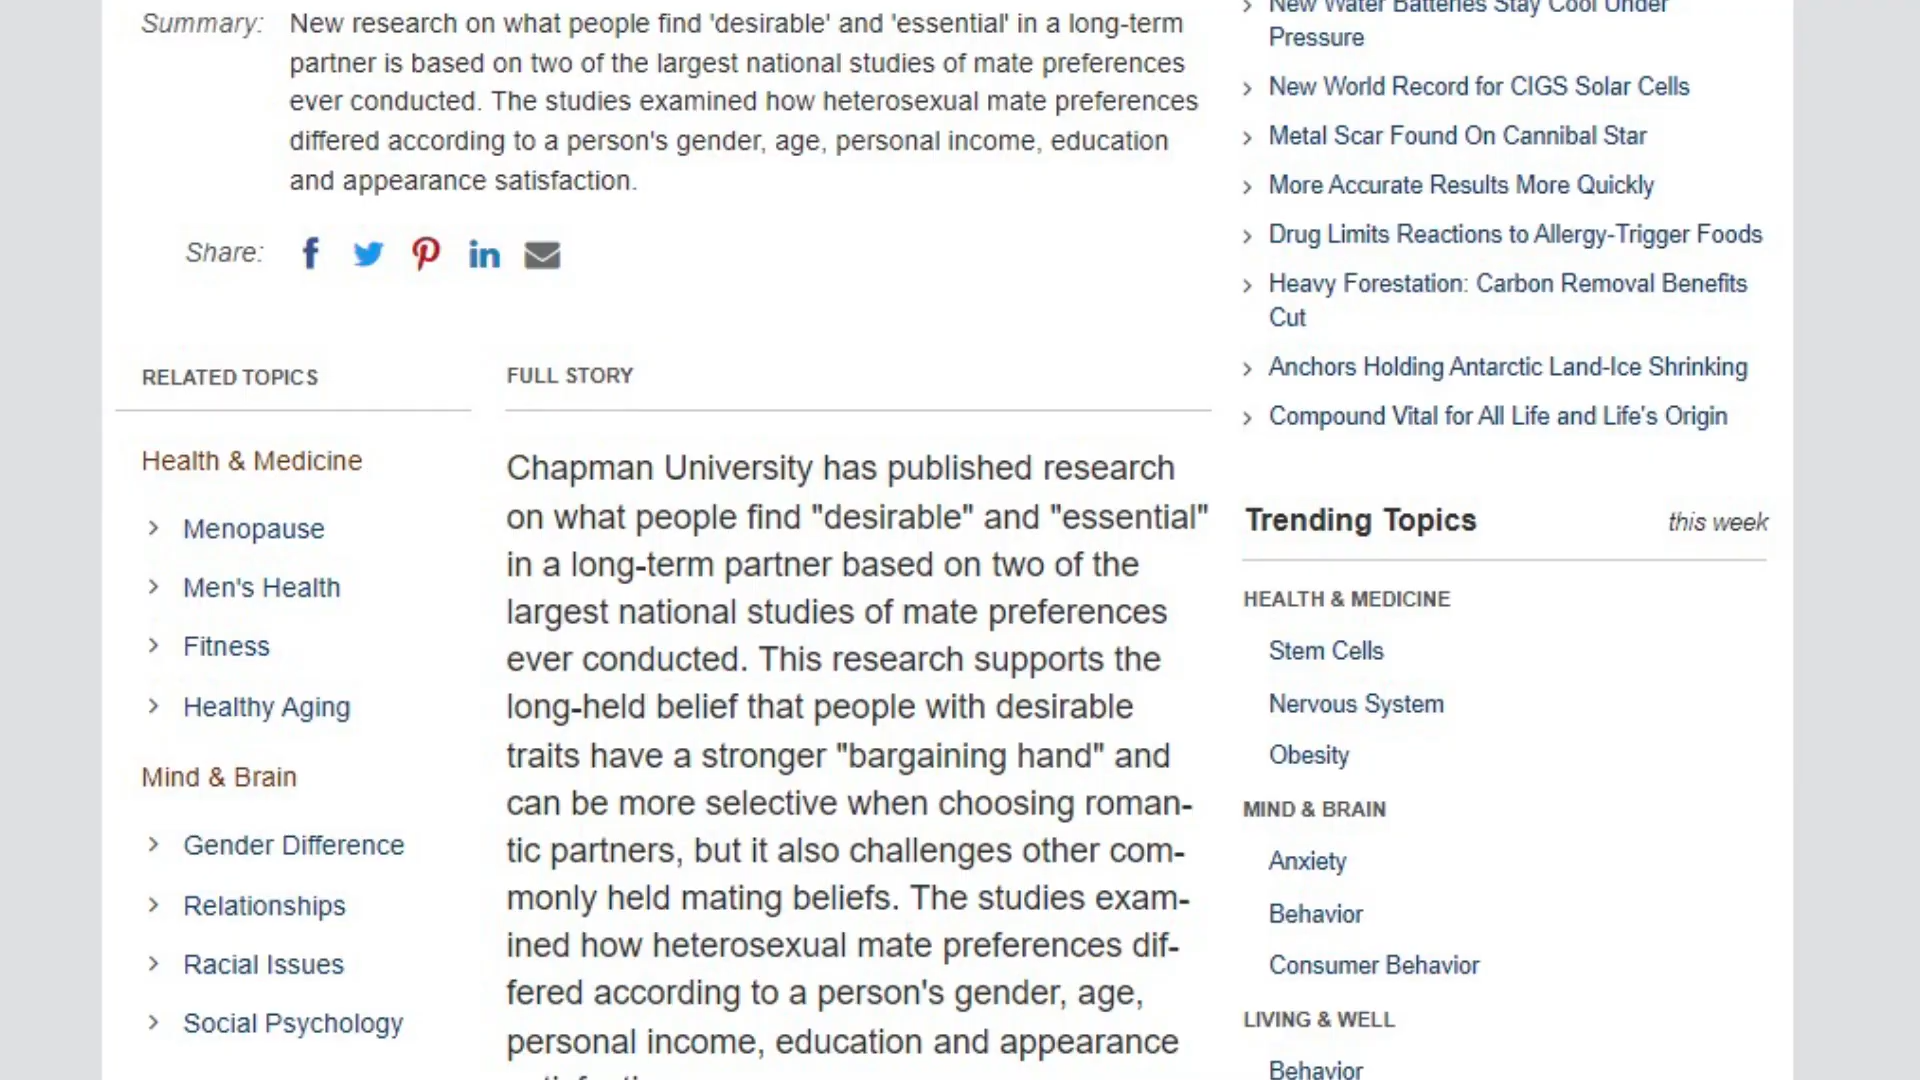 Summary: New research on what people find 'desirable' and 'essential' in a long-term
partner is based on two of the largest national studies of mate preferences
ever conducted. The studies examined how heterosexual mate preferences
differed according to a person's gender, age, personal income, education
and appearance satisfaction.
Share:
RELATED TOPICS
Health & Medicine
Menopause
Men's Health
Fitness
Healthy Aging
Mind & Brain
Gender Difference
Relationships
Racial Issues
Social Psychology
FULL STORY
Chapman University has published research
on what people find "desirable" and "essential"
in a long-term partner based on two of the
largest national studies of mate preferences
ever conducted. This research supports the
long-held belief that people with desirable
traits have a stronger "bargaining hand" and
can be more selective when choosing roman-
tic partners, but it also challenges other com-
monly held mating beliefs. The studies exam-
ined how heterosexual mate preferences dif-
fered according to a person's gender, age,
personal income, education and appearance
New Water Batteries Stay Cool Under
Pressure
New World Record for CIGS Solar Cells
Metal Scar Found On Cannibal Star
More Accurate Results More Quickly
Drug Limits Reactions to Allergy-Trigger Foods
Heavy Forestation: Carbon Removal Benefits
Cut
Anchors Holding Antarctic Land-Ice Shrinking
Compound Vital for All Life and Life's Origin
Trending Topics this week
HEALTH & MEDICINE
Stem Cells
Nervous System
Obesity
MIND & BRAIN
Anxiety
Behavior
Consumer Behavior
LIVING & WELL
Behavior